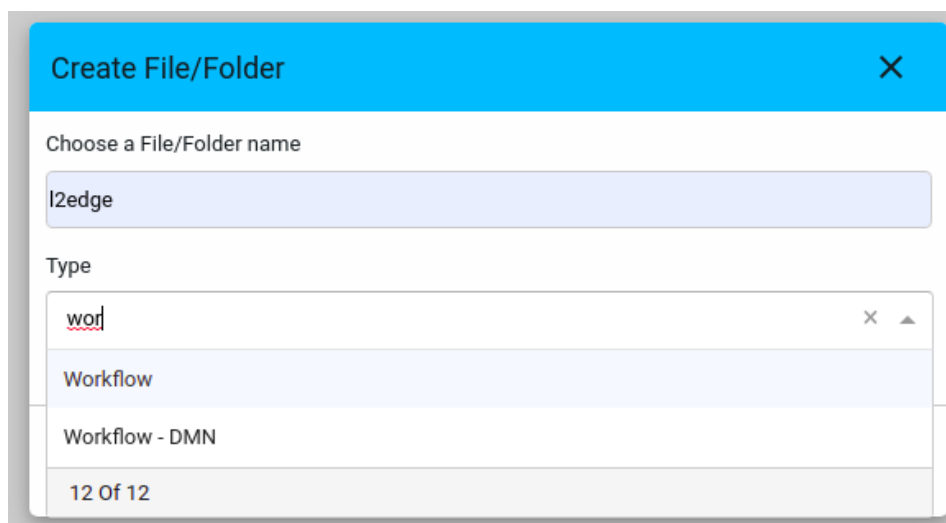 Create File/Folder
Choose a File/Folder name
l2edge
Type
wor
Workflow
Workflow - DMN
12 Of 12